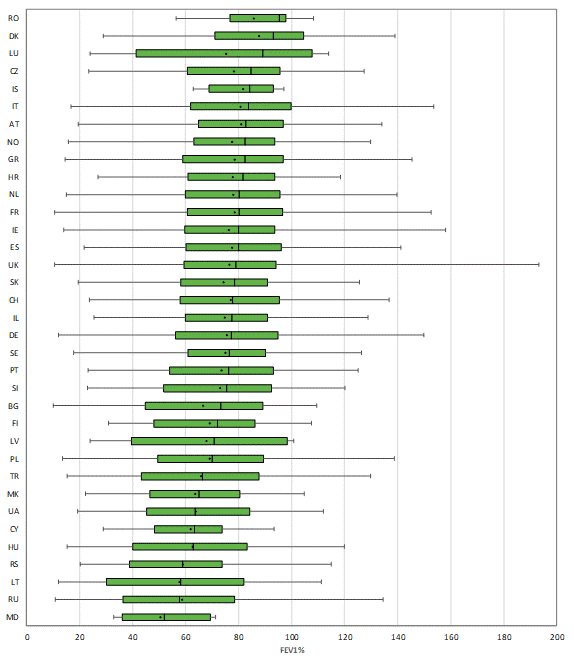 RO
DK
LU
CZ
IS
IT
AT
NO
GR
HR
NL
FR
IE
ES
UK
SK
CH
IL
DE
SE
PT
SI
BG
FI
LV
PL
TR
MK
UA
CY
HU
RS
LT
RU
MD
0 20 40 60 80 100 120 140 160 180 200
FEV1%